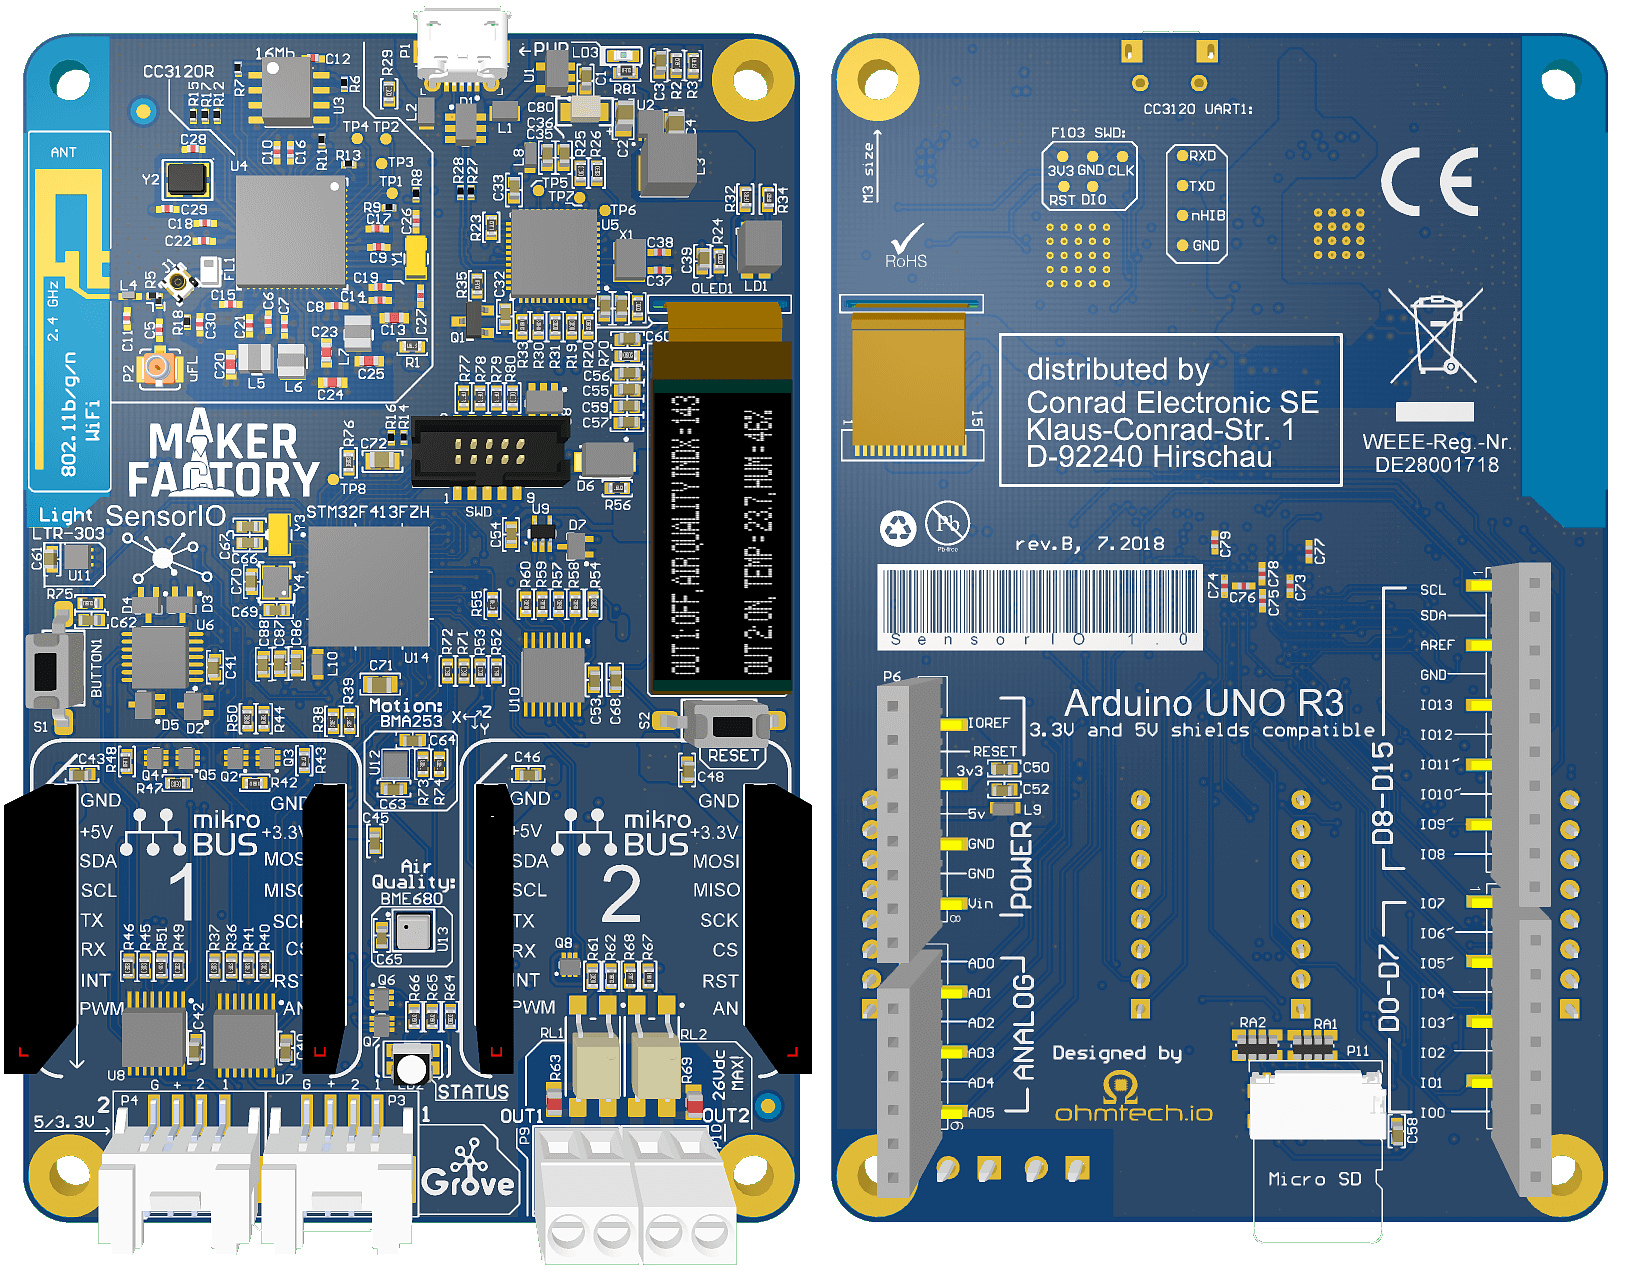 P1
←PWR
LD3
R29
16Mb
C12
CC3120R
R7
R6
U3
R15
R17
R12
L2
D1
L1
U1
C1
R81
C3
R2
R3
C80
C36
U2
C4
C2
L3
TP4 TP2
C28
U4
C10
C16
R11
R13
TP3
TP1
R8
R28
R27
C35
L8
R25
R26
C33
TP5
TP7
TP6
R32
R34
ANT
Y2
C29
C18
C22
R9
C17
C26
C9
Y1
R23
U5
X1
C38
C37
C39
R24
LD1
OLED1
J1
FL1
R5
L4
C15
C19
C14
C8
C6
C7
R35
C32
Q1
2.4 GHz
C11
C5
R18
C30
C21
C23
C13
C27
L7
R1
R33
R30
R31
R19
R20
R70
C60
P2
uFL
C20
L5
L6
C25
C24
R77
R78
R79
R80
C56
C55
C59
C57
802.11b/g/n
WiFi
MAKER
FACTORY
R16
R14
R76
C72
TP8
1
SWD
9
D6
R56
OUT1:OFF,AIRQUALITYINDX:143
OUT2:ON,TEMP:23.7,HUM:46%
Light
LTR-303
SensorIO
STM32F413FZH
C61
U11
C67
C66
Y3
C54
U9
D7
R75
C62
D4
D3
U6
C70
Y4
C69
R60
R59
R57
R58
R54
R55
BUTTON1
S1
C41
C88
C87
C86
L10
U14
R72
R71
R53
R52
U10
C53
C68
D5
D2
R50
R44
R38
R39
C71
Motion:
BMA253
X
Z
Y
S2
RESET
C43
R48
Q4
Q5
R47
Q2
Q3
R42
R43
U12
C64
C63
R73
R74
C46
C48
C45
GND
+5V
SDA
SCL
TX
RX
INT
PWM
mikro
BUS
1
GND
+3.3V
MOSI
MISO
SCK
CS
RST
AN
Air
Quality:
BME680
U13
C65
GND
+5V
SDA
SCL
TX
RX
INT
PWM
mikro
BUS
2
GND
+3.3V
MOSI
MISO
SCK
CS
RST
AN
R46
R45
R51
R49
R37
R36
R41
R40
Q8
R61
R62
R68
R67
Q6
Q7
R66
R65
R64
C42
U8
U7
RL1
RL2
R63
R69
26Vdc
MAX!
STATUS
OUT1
OUT2
P9
P10
G + 2 1
G + 2 1
P4
P3
2
1
5/3.3V
Grove
CC3120 UART1:
F103 SWD:
3V3 GND CLK
RST DIO
RXD
TXD
nHIB
GND
M3 size
RoHS
CE
1
15
distributed by
Conrad Electronic SE
Klaus-Conrad-Str. 1
D-92240 Hirschau
WEEE-Reg.-Nr.
DE28001718
Pb
Pb-free
rev.B, 7.2018
C79
C77
C74
C76
C78
C75
C73
SensorIO 1.0
P6
Arduino UNO R3
3.3V and 5V shields compatible
IOREF
RESET
3v3
5v
GND
GND
Vin
8
C50
C52
L9
POWER
AD0
AD1
AD2
AD3
AD4
AD5
ANALOG
1
SCL
SDA
AREF
GND
IO13
IO12
IO11~
IO10~
IO9~
IO8
D8-D15
1
IO7
IO6~
IO5~
IO4
IO3~
IO2
IO1
IO0
D0-D7
Designed by
ohmtech.io
RA2
RA1
P11
C58
Micro SD